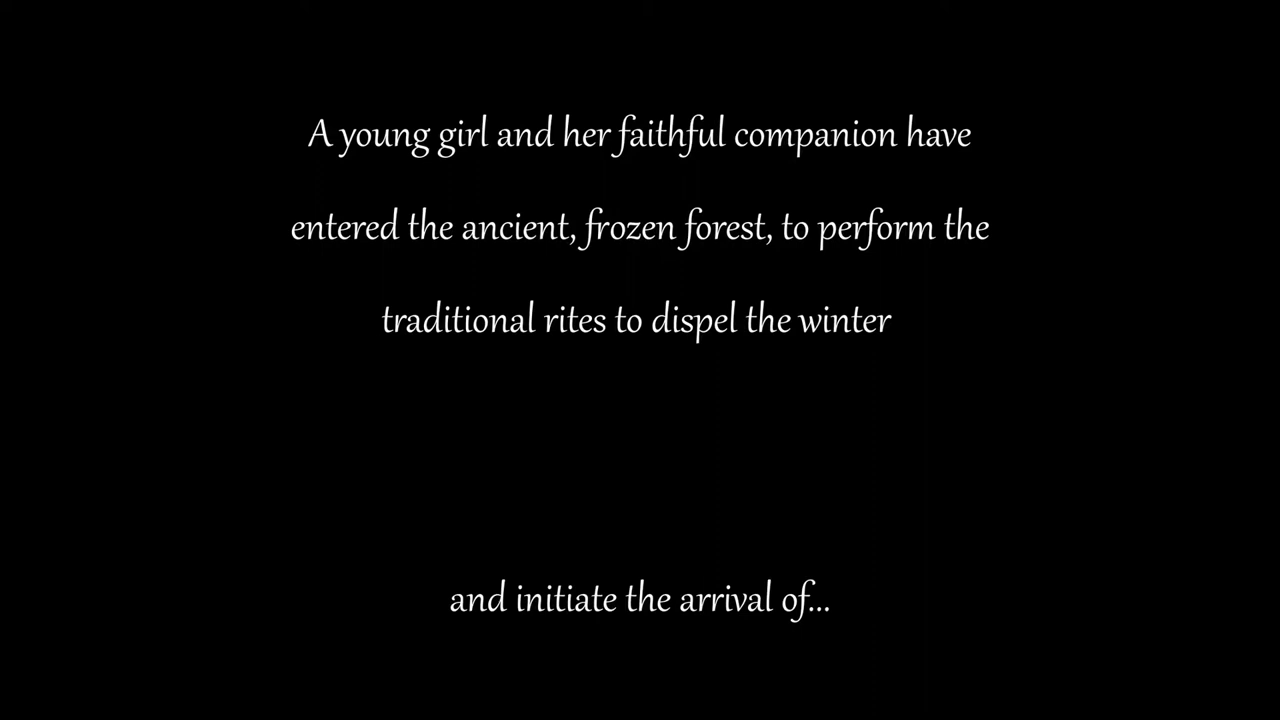 A young girl and her faithful companion have
entered the ancient, frozen forest, to perform the
traditional rites to dispel the winter
and initiate the arrival of...